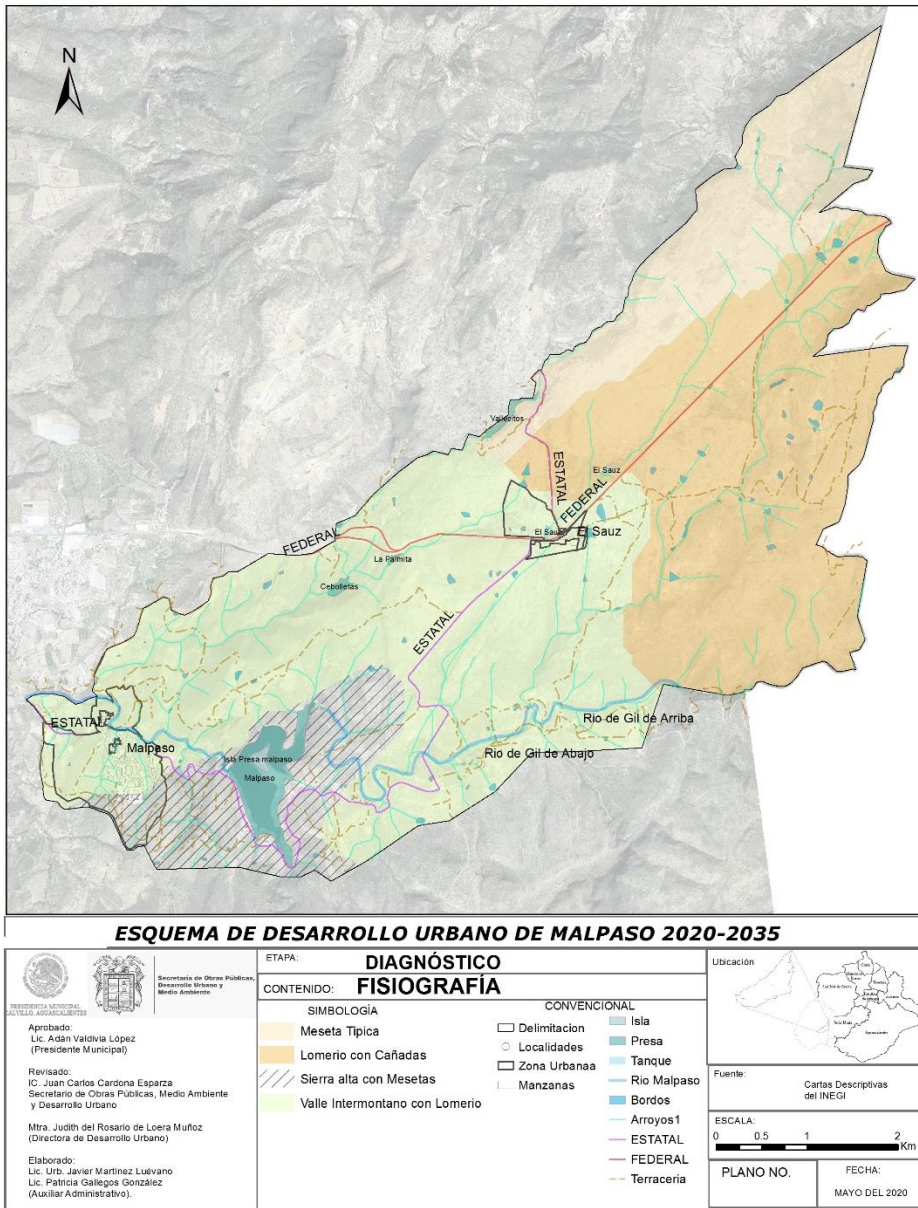 N
Vallecitos
ESTATAL
El Sauz
FEDERAL
El Sauz
El Sauz
FEDERAL
La Palmita
Cebolletas
ESTATAL
Rio de Gil de Arriba
ESTATAL
Rio de Gil de Abajo
Malpaso
Isla Presa malpaso
Malpaso
ESQUEMA DE DESARROLLO URBANO DE MALPASO 2020-2035
PRESIDENCIA MUNICIPAL
CALVILLO, AGUASCALIENTES
Secretaria de Obras Públicas,
Desarrollo Urbano y
Medio Ambiente
Aprobado:
Lic. Adán Valdivia López
(Presidente Municipal)
Revisado:
IC. Juan Carlos Cardona Esparza
Secretario de Obras Públicas, Medio Ambiente
y Desarrollo Urbano
Mtra. Judith del Rosario de Loera Muñoz
(Directora de Desarrollo Urbano)
Elaborado:
Lic. Urb. Javier Martínez Luévano
Lic. Patricia Gallegos González
(Auxiliar Administrativo).
ETAPA: DIAGNÓSTICO
CONTENIDO: FISIOGRAFÍA
SIMBOLOGÍA
Meseta Tipica
Lomerio con Cañadas
Sierra alta con Mesetas
Valle Intermontano con Lomerio
CONVENCIONAL
Delimitacion
Localidades
Zona Urbanaa
Manzanas
Isla
Presa
Tanque
Rio Malpaso
Bordos
Arroyos1
ESTATAL
FEDERAL
Terraceria
Ubicación
Fuente:
Cartas Descriptivas
del INEGI
ESCALA:
0 0.5 1 2
Km
PLANO NO.
FECHA:
MAYO DEL 2020